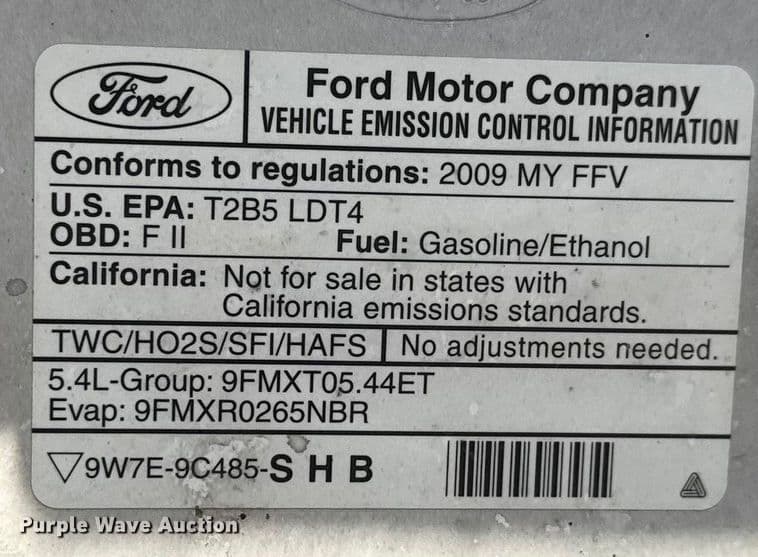 Ford
Ford Motor Company
VEHICLE EMISSION CONTROL INFORMATION
Conforms to regulations: 2009 MY FFV
U.S. EPA: T2B5 LDT4
OBD: F II Fuel: Gasoline/Ethanol
California: Not for sale in states with
California emissions standards.
TWC/HO2S/SFI/HAFS No adjustments needed.
5.4L-Group: 9FMXT05.44ET
Evap: 9FMXR0265NBR
9W7E-9C485-S H B
Purple Wave Auction